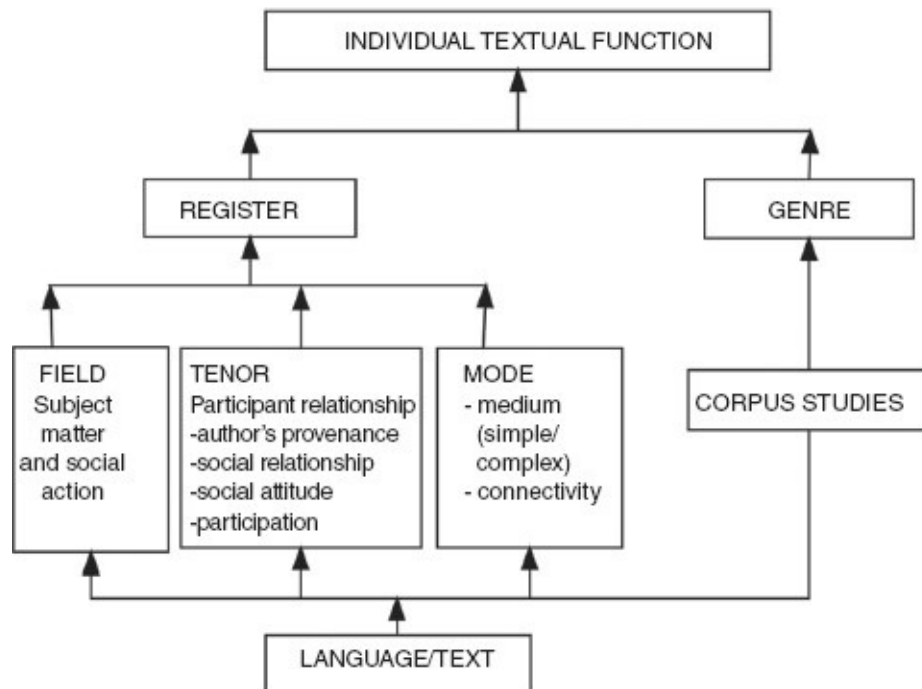 INDIVIDUAL TEXTUAL FUNCTION
REGISTER
GENRE
FIELD
Subject
matter
and social
action
TENOR
Participant relationship
-author's provenance
-social relationship
-social attitude
-participation
MODE
- medium
(simple/
complex)
- connectivity
CORPUS STUDIES
LANGUAGE/TEXT